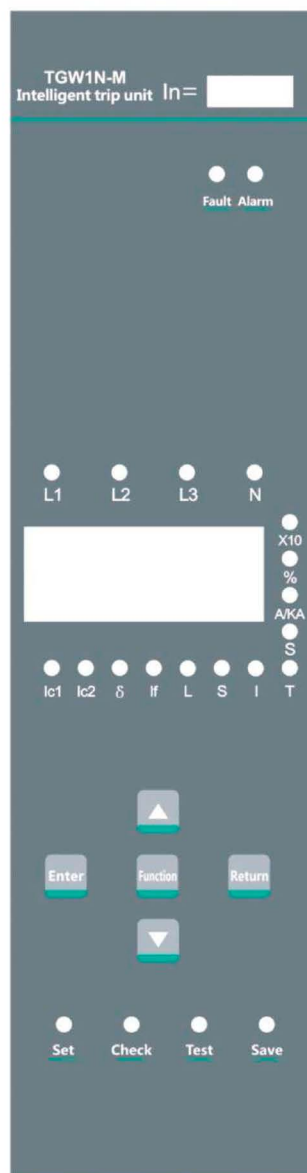 TGW1N-M
Intelligent trip unit In=
Fault Alarm
L1 L2 L3 N
X10
%
A/KA
S
Ic1 Ic2 δ If L S I T
Enter Function Return
Set Check Test Save